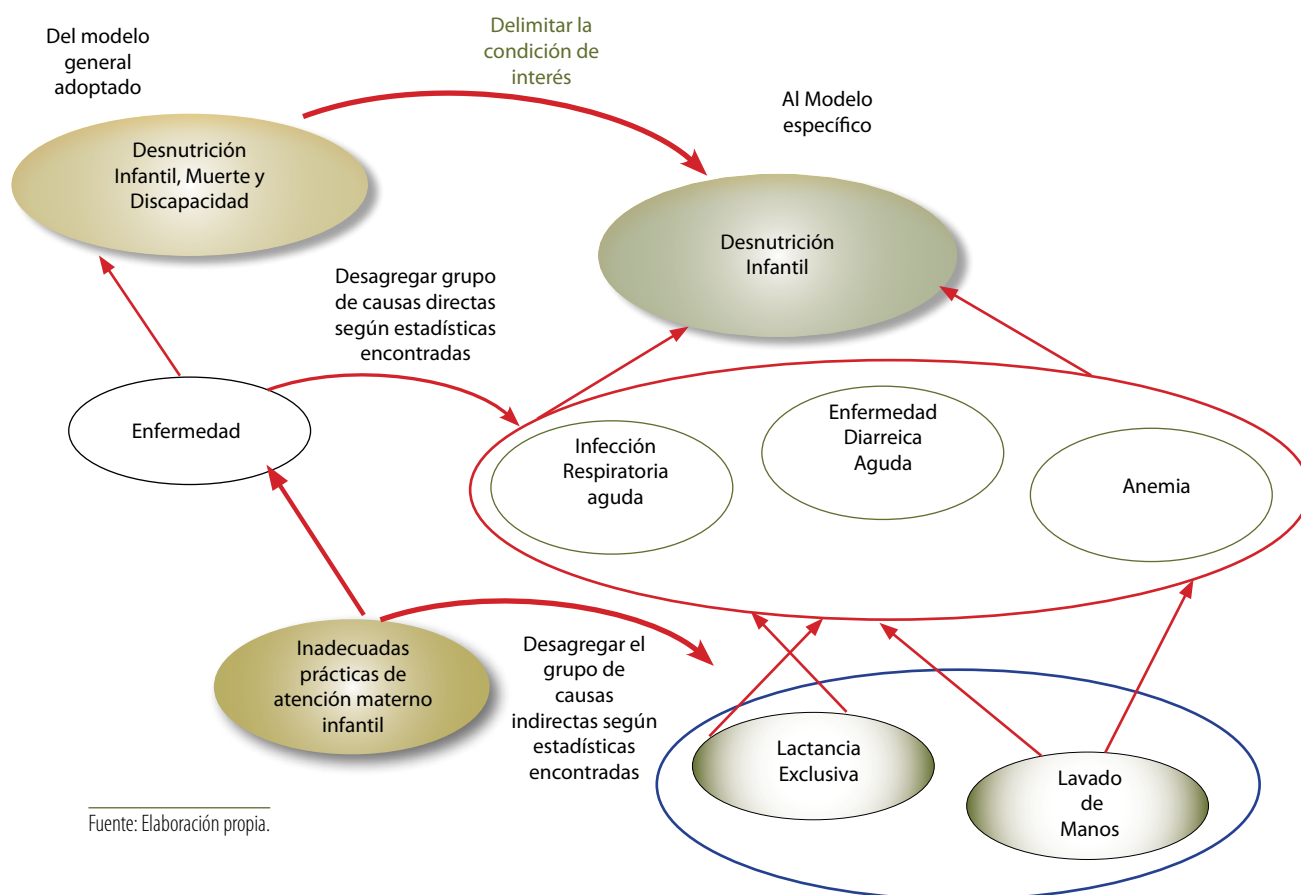 Del modelo
general
adoptado
Delimitar la
condición de
interés
Al Modelo
específico
Desnutrición
Infantil, Muerte y
Discapacidad
Desnutrición
Infantil
Desagregar grupo
de causas directas
según estadísticas
encontradas
Enfermedad
Infección
Respiratoria
aguda
Enfermedad
Diarreica
Aguda
Anemia
Inadecuadas
prácticas de
atención materno
infantil
Desagregar el
grupo de
causas
indirectas según
estadísticas
encontradas
Lactancia
Exclusiva
Lavado
de
Manos
Fuente: Elaboración propia.